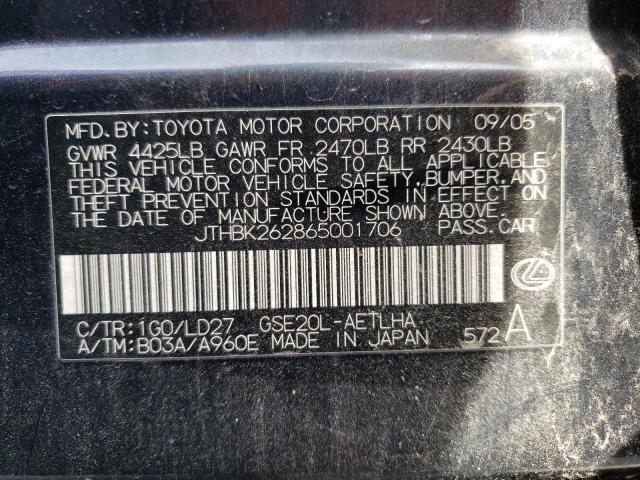 MFD. BY: TOYOTA MOTOR CORPORATION 09/05
GVWR 4425LB GAWR FR 2470LB RR 2430LB
THIS VEHICLE CONFORMS TO ALL APPLICABLE
FEDERAL MOTOR VEHICLE SAFETY, BUMPER, AND
THEFT PREVENTION STANDARDS IN EFFECT ON
THE DATE OF MANUFACTURE SHOWN ABOVE.
JTHBK262865001706 PASS. CAR
C/TR: 1G0/LD27 GSE20L-AETLHA
A/TM: B03A/A960E MADE IN JAPAN 572 A